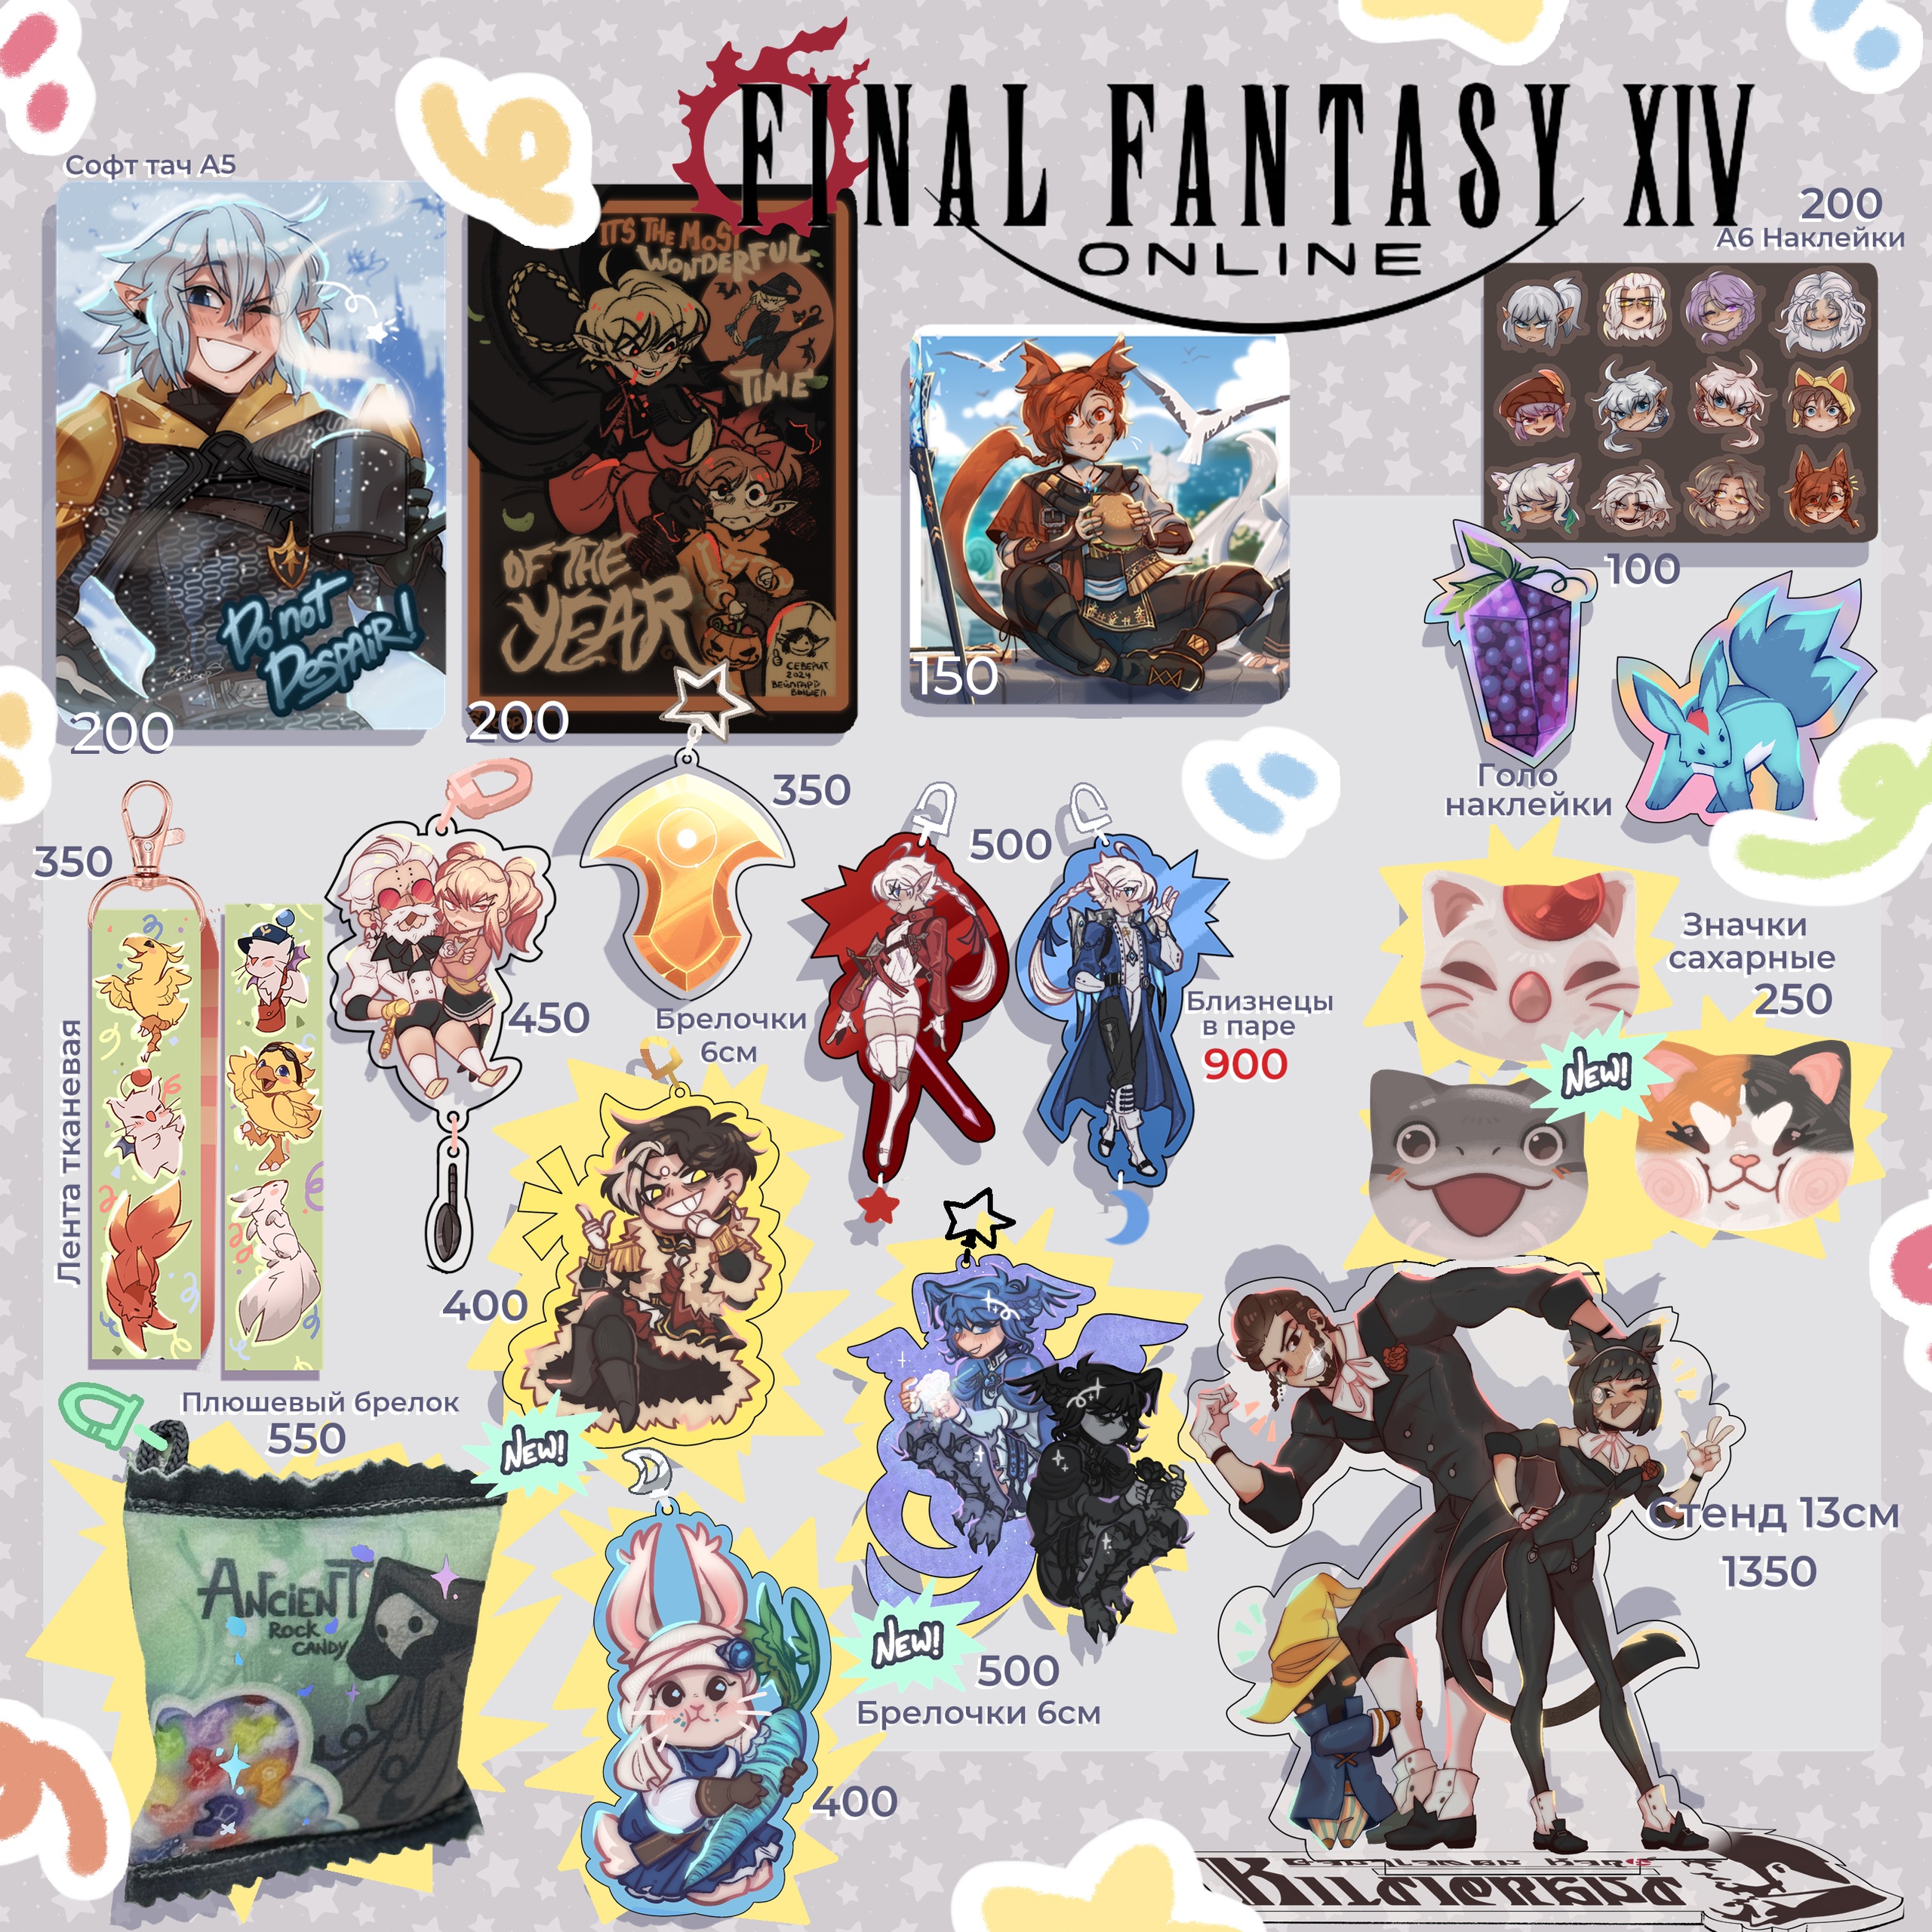 FINAL FANTASY XIV
ONLINE
Софт тач А5
200
А6 Наклейки
ITS THE MOST
WONDERFUL
TIME
OF THE
YEAR
СЕВЕРИТ
2024
Do not
Despair!
200
200
150
100
Голо
наклейки
350
350
500
450
Брелочки
6см
Близнецы
в паре
900
Значки
сахарные
250
NEW!
Лента тканевая
400
Плюшевый брелок
550
NEW!
ANCIENT
ROCK
CANDY
NEW!
500
Брелочки 6см
400
Стенд 13см
1350